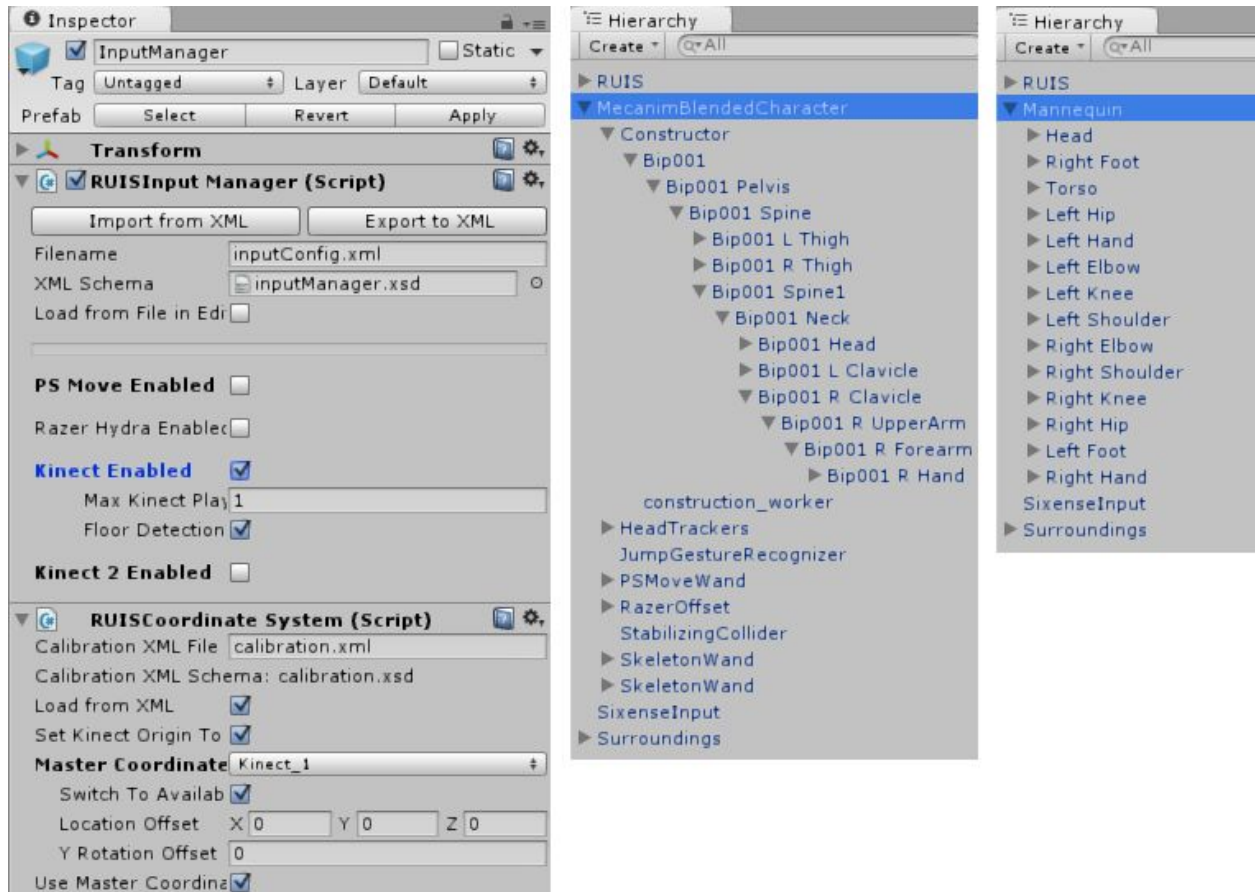 Inspector
InputManager Static
Tag Untagged Layer Default
Prefab Select Revert Apply
Transform
RUISInput Manager (Script)
Import from XML Export to XML
Filename inputConfig.xml
XML Schema inputManager.xsd
Load from File in Edi
PS Move Enabled
Razer Hydra Enablec
Kinect Enabled
Max Kinect Play 1
Floor Detection
Kinect 2 Enabled
RUISCoordinate System (Script)
Calibration XML File calibration.xml
Calibration XML Schema: calibration.xsd
Load from XML
Set Kinect Origin To
Master Coordinate Kinect_1
Switch To Availab
Location Offset X 0 Y 0 Z 0
Y Rotation Offset 0
Use Master Coordina
Hierarchy
Create All
RUIS
MecanimBlendedCharacter
Constructor
Bip001
Bip001 Pelvis
Bip001 Spine
Bip001 L Thigh
Bip001 R Thigh
Bip001 Spine1
Bip001 Neck
Bip001 Head
Bip001 L Clavicle
Bip001 R Clavicle
Bip001 R UpperArm
Bip001 R Forearm
Bip001 R Hand
construction_worker
HeadTrackers
JumpGestureRecognizer
PSMoveWand
RazerOffset
StabilizingCollider
SkeletonWand
SkeletonWand
SixenseInput
Surroundings
Hierarchy
Create All
RUIS
Mannequin
Head
Right Foot
Torso
Left Hip
Left Hand
Left Elbow
Left Knee
Left Shoulder
Right Elbow
Right Shoulder
Right Knee
Right Hip
Left Foot
Right Hand
SixenseInput
Surroundings